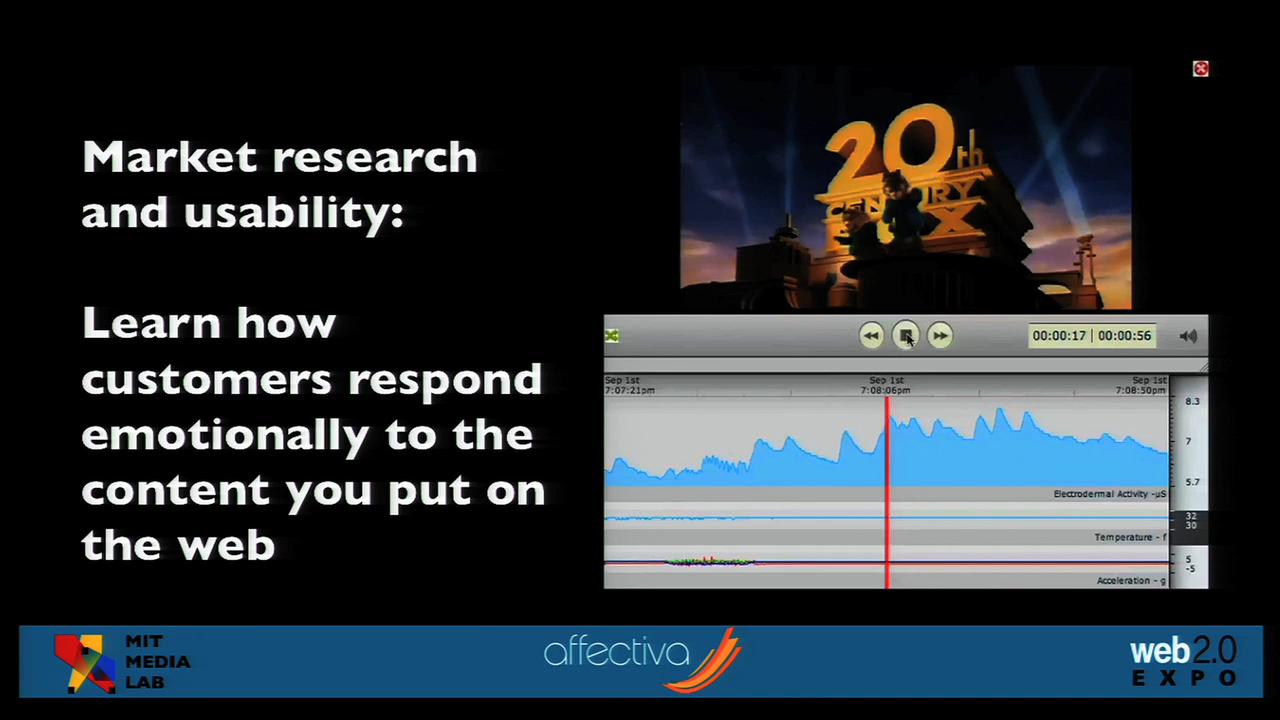 Market research
and usability:
Learn how
customers respond
emotionally to the
content you put on
the web
20th
CENTURY
FOX
00:00:17 | 00:00:56
Sep 1st
7:07:21pm
Sep 1st
7:08:06pm
Sep 1st
7:08:50pm
8.3
7
5.7
Electrodermal Activity -µS
32
30
Temperature - f
5
-5
Acceleration - g
MIT
MEDIA
LAB
affectiva
web2.0
EXPO